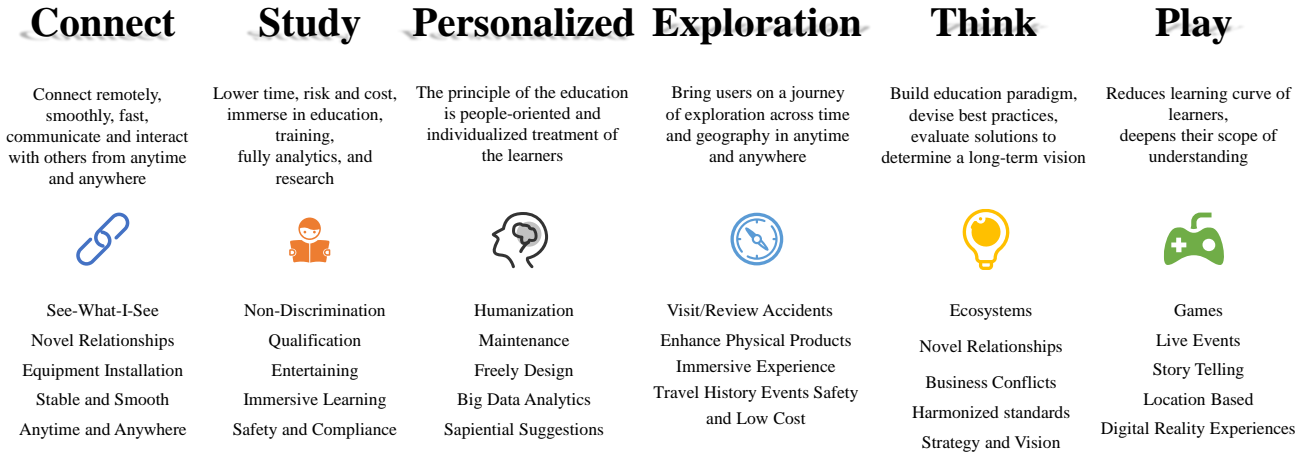 Connect
Study
Personalized
Exploration
Think
Play
Connect remotely,
smoothly, fast,
communicate and interact
with others from anytime
and anywhere
Lower time, risk and cost,
immerse in education,
training,
fully analytics, and
research
The principle of the education
is people-oriented and
individualized treatment of
the learners
Bring users on a journey
of exploration across time
and geography in anytime
and anywhere
Build education paradigm,
devise best practices,
evaluate solutions to
determine a long-term vision
Reduces learning curve of
learners,
deepens their scope of
understanding
See-What-I-See
Novel Relationships
Equipment Installation
Stable and Smooth
Anytime and Anywhere
Non-Discrimination
Qualification
Entertaining
Immersive Learning
Safety and Compliance
Humanization
Maintenance
Freely Design
Big Data Analytics
Sapiential Suggestions
Visit/Review Accidents
Enhance Physical Products
Immersive Experience
Travel History Events Safety
and Low Cost
Ecosystems
Novel Relationships
Business Conflicts
Harmonized standards
Strategy and Vision
Games
Live Events
Story Telling
Location Based
Digital Reality Experiences